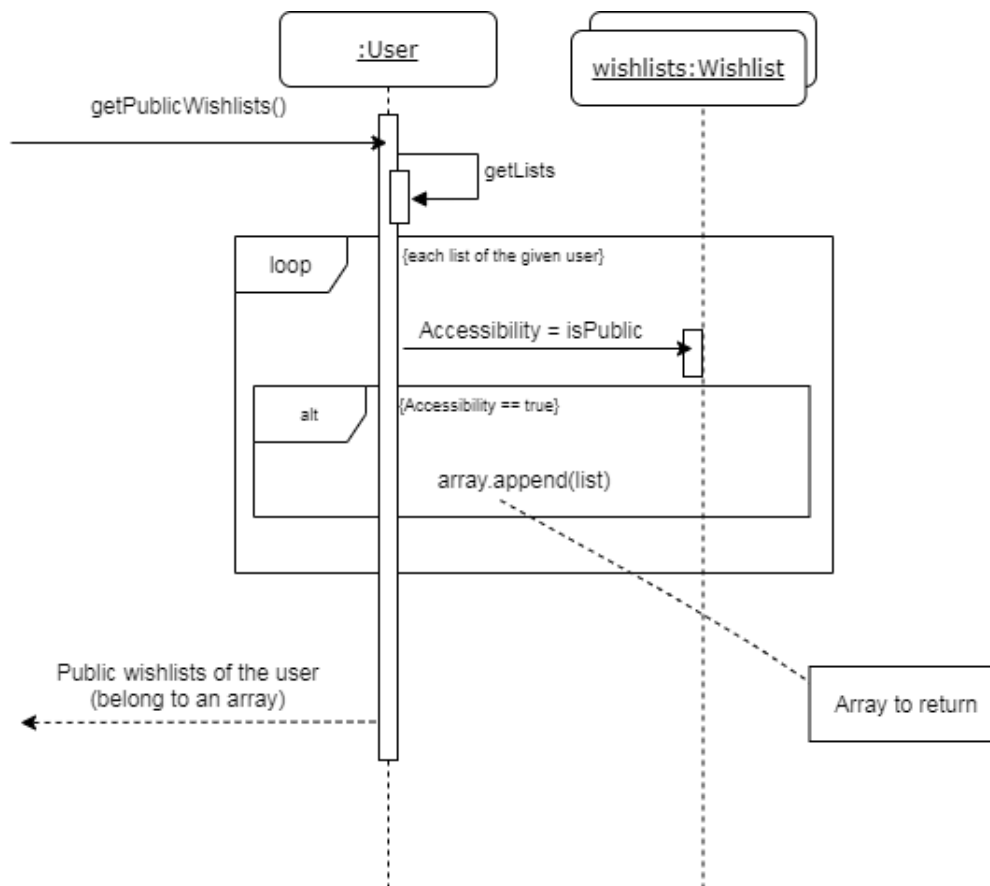 :User
wishlists:Wishlist
getPublicWishlists()
getLists
loop
{each list of the given user}
Accessibility = isPublic
alt
{Accessibility == true}
array.append(list)
Public wishlists of the user
(belong to an array)
Array to return